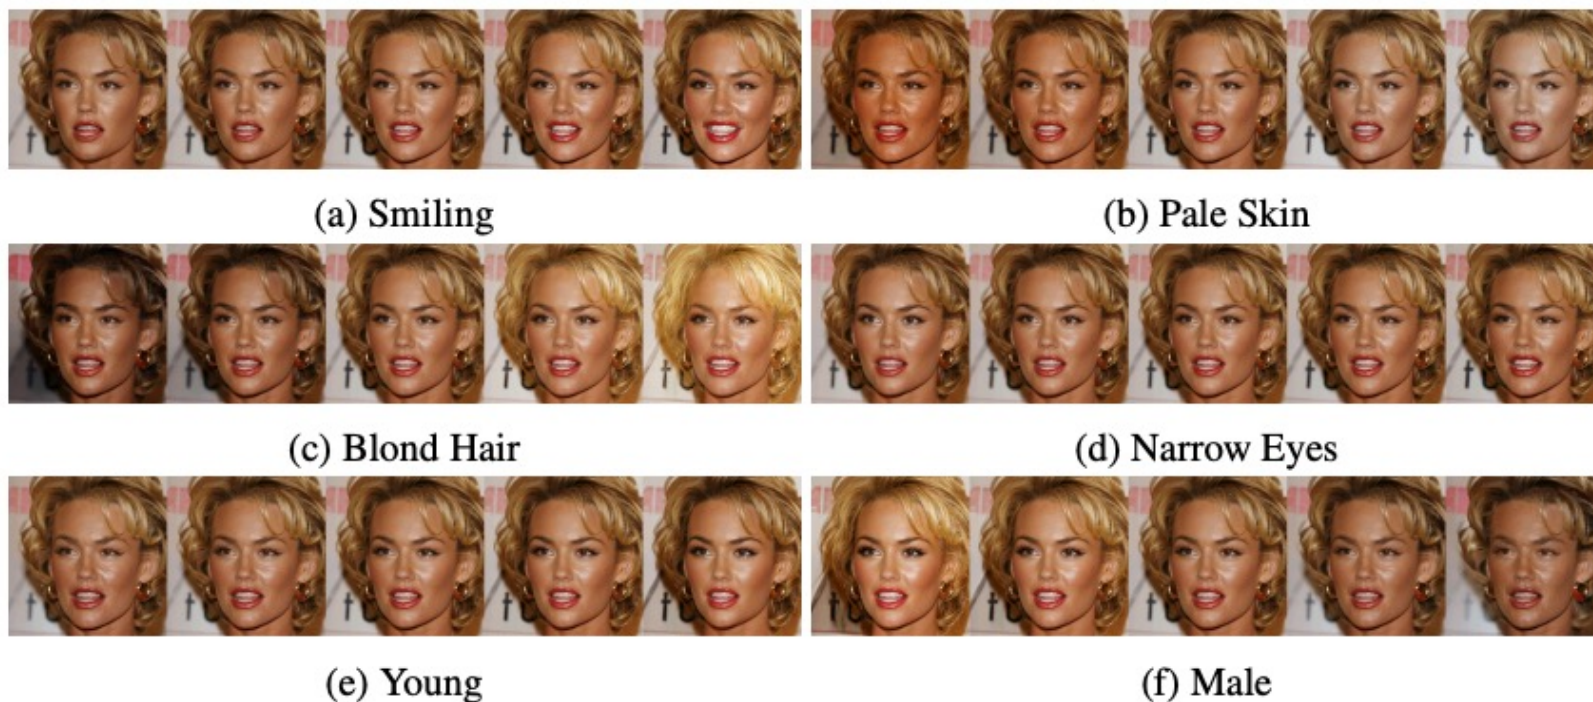 (a) Smiling
(b) Pale Skin
(c) Blond Hair
(d) Narrow Eyes
(e) Young
(f) Male